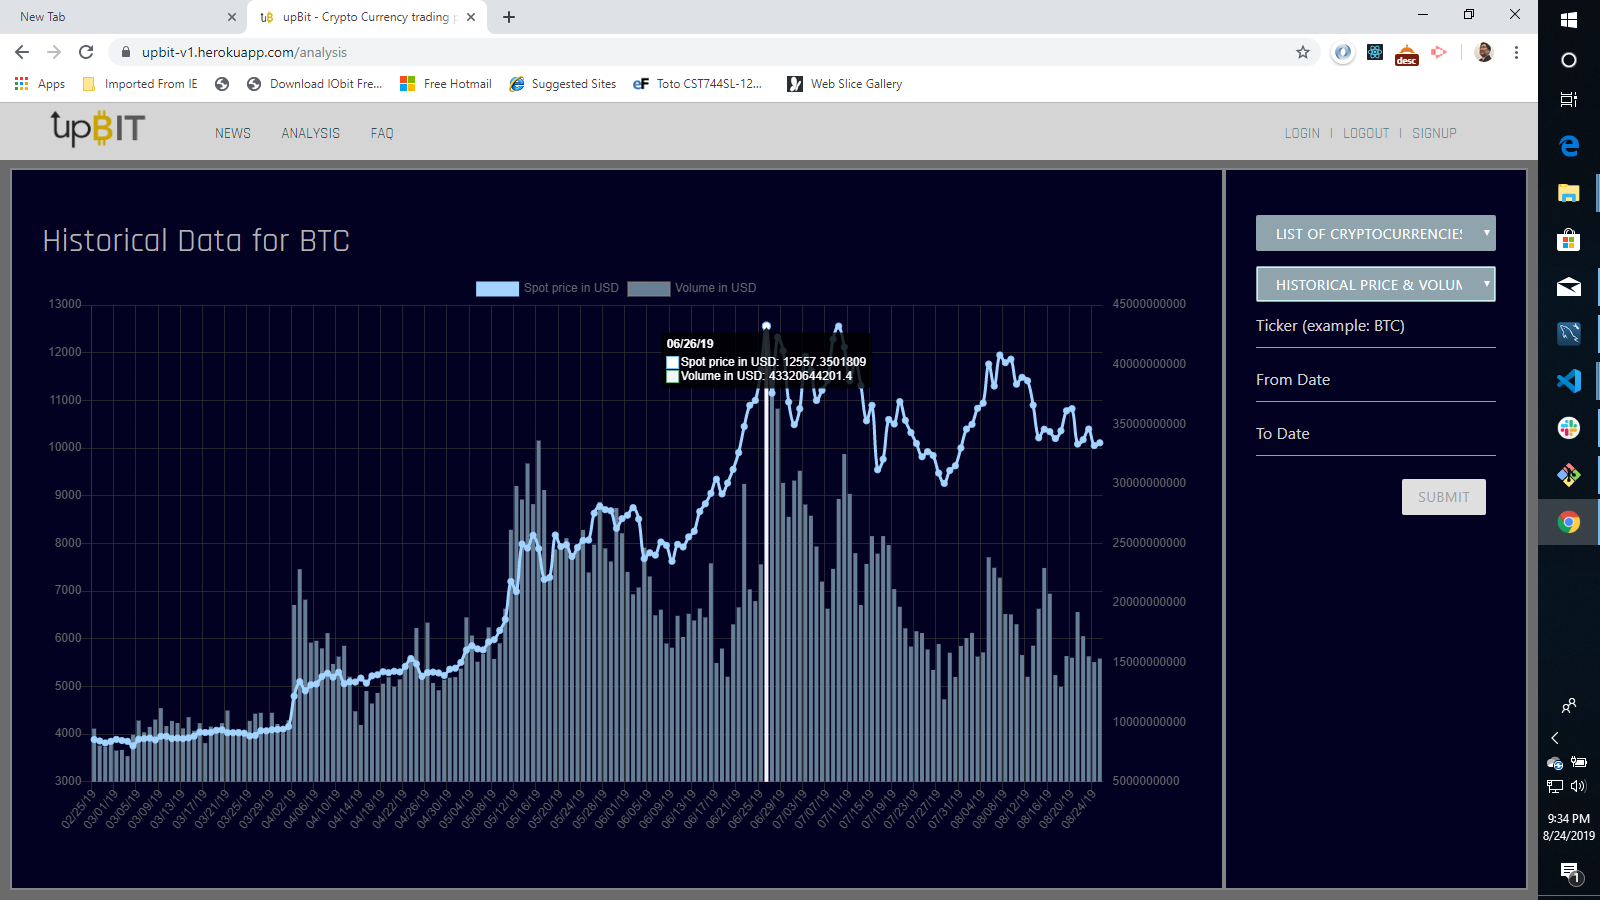 New Tab
upBit - Crypto Currency trading p
upbit-v1.herokuapp.com/analysis
desc
Apps
Imported From IE
Download IObit Fre...
Free Hotmail
Suggested Sites
eF Toto CST744SL-12...
Web Slice Gallery
upBIT
NEWS
ANALYSIS
FAQ
LOGIN | LOGOUT | SIGNUP
Historical Data for BTC
Spot price in USD
Volume in USD
13000
12000
11000
10000
9000
8000
7000
6000
5000
4000
3000
06/26/19
Spot price in USD: 12557.3501809
Volume in USD: 43320644201.4
45000000000
40000000000
35000000000
30000000000
25000000000
20000000000
15000000000
10000000000
5000000000
02/25/19
03/01/19
03/05/19
03/09/19
03/13/19
03/17/19
03/21/19
03/25/19
03/29/19
04/02/19
04/06/19
04/10/19
04/14/19
04/18/19
04/22/19
04/26/19
04/30/19
05/04/19
05/08/19
05/12/19
05/16/19
05/20/19
05/24/19
05/28/19
06/01/19
06/05/19
06/09/19
06/13/19
06/17/19
06/21/19
06/25/19
06/29/19
07/03/19
07/07/19
07/11/19
07/15/19
07/19/19
07/23/19
07/27/19
07/31/19
08/04/19
08/08/19
08/12/19
08/16/19
08/20/19
08/24/19
LIST OF CRYPTOCURRENCIES
HISTORICAL PRICE & VOLUM
Ticker (example: BTC)
From Date
To Date
SUBMIT
9:34 PM
8/24/2019
1